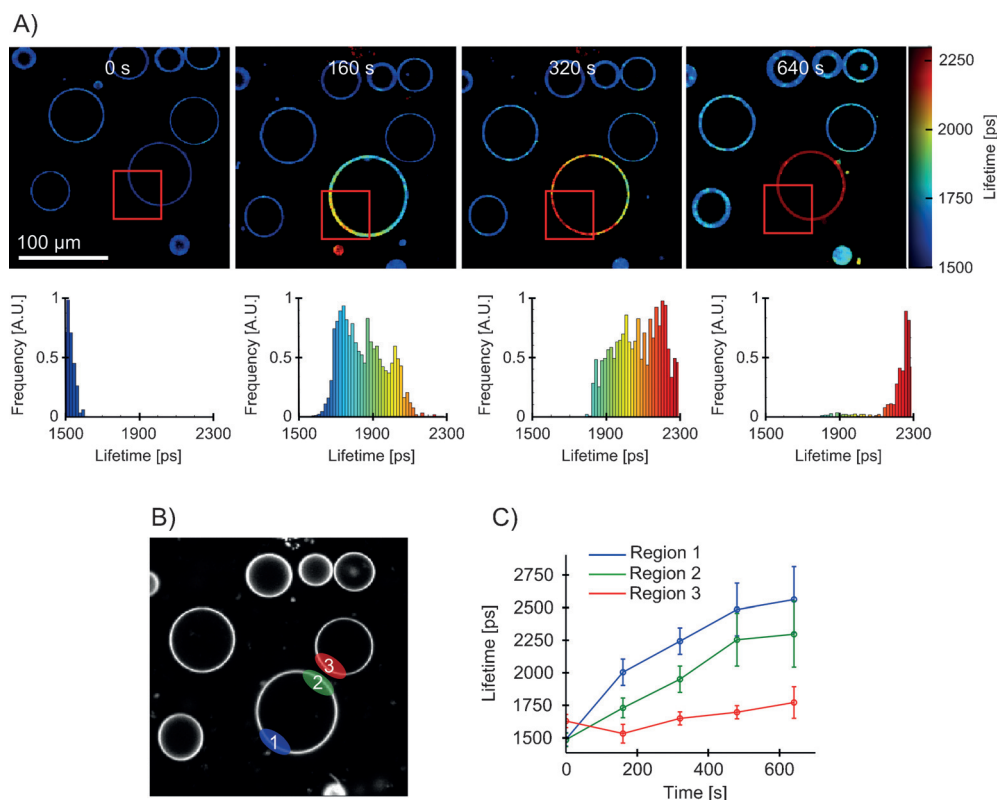 A)
0 s
160 s
320 s
640 s
100 µm
2250
2000
1750
1500
Lifetime [ps]
1
0.5
0
1500
1900
2300
Frequency [A.U.]
Lifetime [ps]
1
0.5
0
1500
1900
2300
Frequency [A.U.]
Lifetime [ps]
1
0.5
0
1500
1900
2300
Frequency [A.U.]
Lifetime [ps]
1
0.5
0
1500
1900
2300
Frequency [A.U.]
Lifetime [ps]
B)
3
2
1
C)
Region 1
Region 2
Region 3
2750
2500
2250
2000
1750
1500
Lifetime [ps]
0
200
400
600
Time [s]